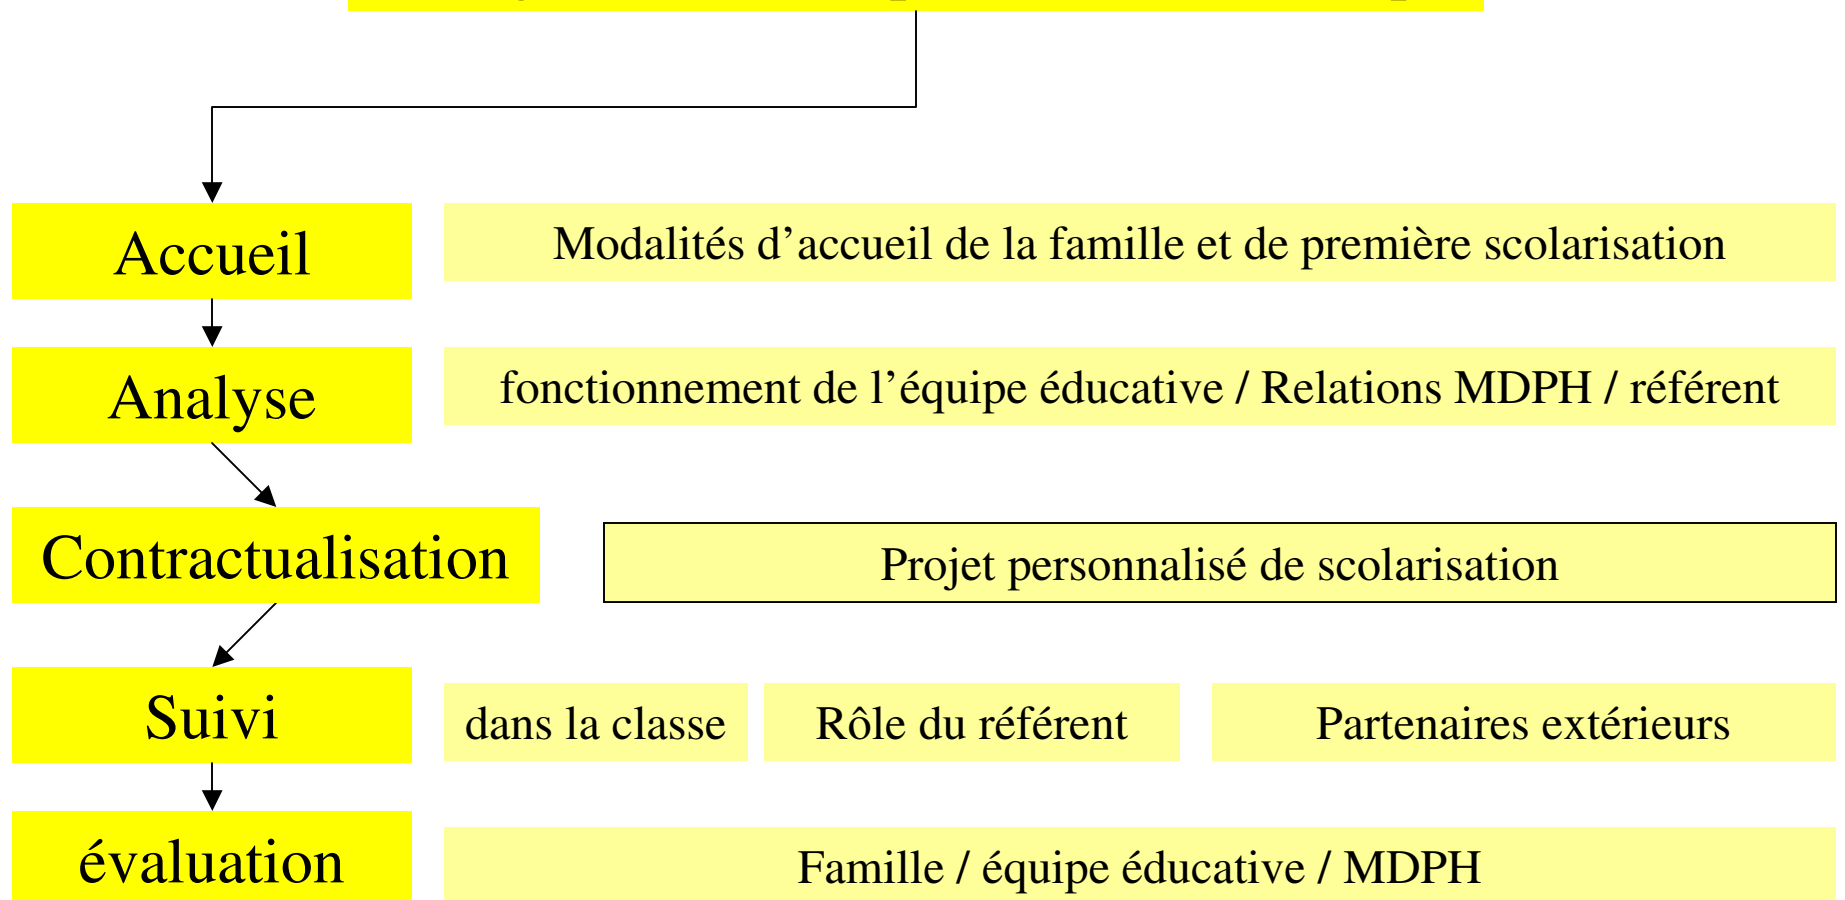 Accueil
Modalités d’accueil de la famille et de première scolarisation
Analyse
fonctionnement de l’équipe éducative / Relations MDPH / référent
Contractualisation
Projet personnalisé de scolarisation
Suivi
dans la classe
Rôle du référent
Partenaires extérieurs
évaluation
Famille / équipe éducative / MDPH